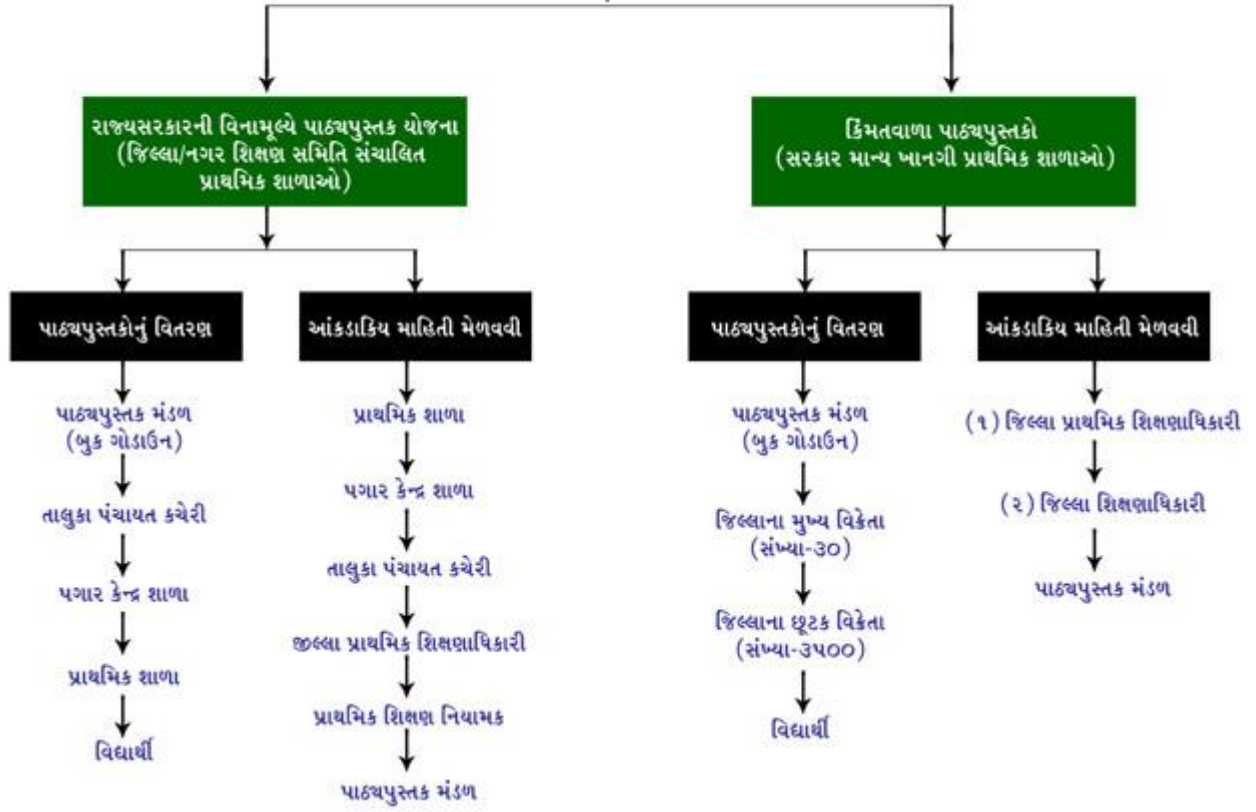 રાજ્યસરકારની વિનામૂલ્યે પાઠ્યપુસ્તક યોજના
(જિલ્લા/નગર શિક્ષણ સમિતિ સંચાલિત
પ્રાથમિક શાળાઓ)
કિંમતવાળા પાઠ્યપુસ્તકો
(સરકાર માન્ય ખાનગી પ્રાથમિક શાળાઓ)
પાઠ્યપુસ્તકોનું વિતરણ
પાઠ્યપુસ્તક મંડળ
(બુક ગોડાઉન)
તાલુકા પંચાયત કચેરી
પગાર કેન્દ્ર શાળા
પ્રાથમિક શાળા
વિદ્યાર્થી
આંકડાકિય માહિતી મેળવવી
પ્રાથમિક શાળા
પગાર કેન્દ્ર શાળા
તાલુકા પંચાયત કચેરી
જીલ્લા પ્રાથમિક શિક્ષણાધિકારી
પ્રાથમિક શિક્ષણ નિયામક
પાઠ્યપુસ્તક મંડળ
પાઠ્યપુસ્તકોનું વિતરણ
પાઠ્યપુસ્તક મંડળ
(બુક ગોડાઉન)
જિલ્લાના મુખ્ય વિક્રેતા
(સંખ્યા-૩૦)
જિલ્લાના છૂટક વિક્રેતા
(સંખ્યા-૩૫૦૦)
વિદ્યાર્થી
આંકડાકિય માહિતી મેળવવી
(૧) જિલ્લા પ્રાથમિક શિક્ષણાધિકારી
(૨) જિલ્લા શિક્ષણાધિકારી
પાઠ્યપુસ્તક મંડળ